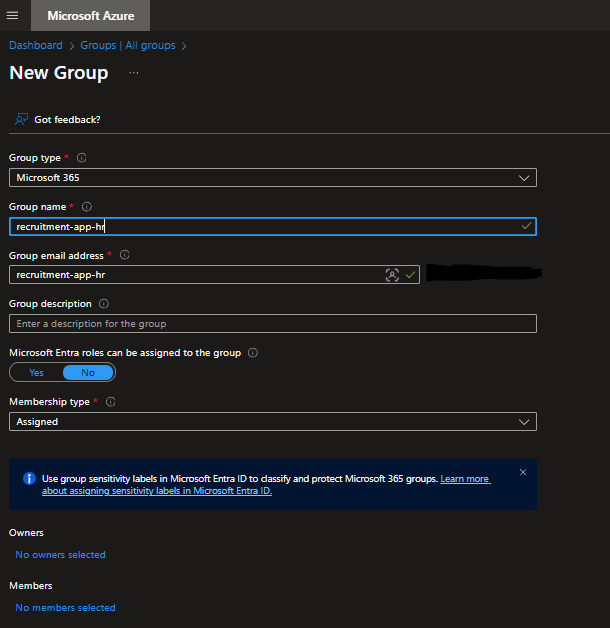 Microsoft Azure
Dashboard > Groups | All groups >
New Group ...
Got feedback?
Group type *
Microsoft 365
Group name *
recruitment-app-hr
Group email address *
recruitment-app-hr
Group description
Enter a description for the group
Microsoft Entra roles can be assigned to the group
Yes No
Membership type *
Assigned
Use group sensitivity labels in Microsoft Entra ID to classify and protect Microsoft 365 groups. Learn more
about assigning sensitivity labels in Microsoft Entra ID.
Owners
No owners selected
Members
No members selected